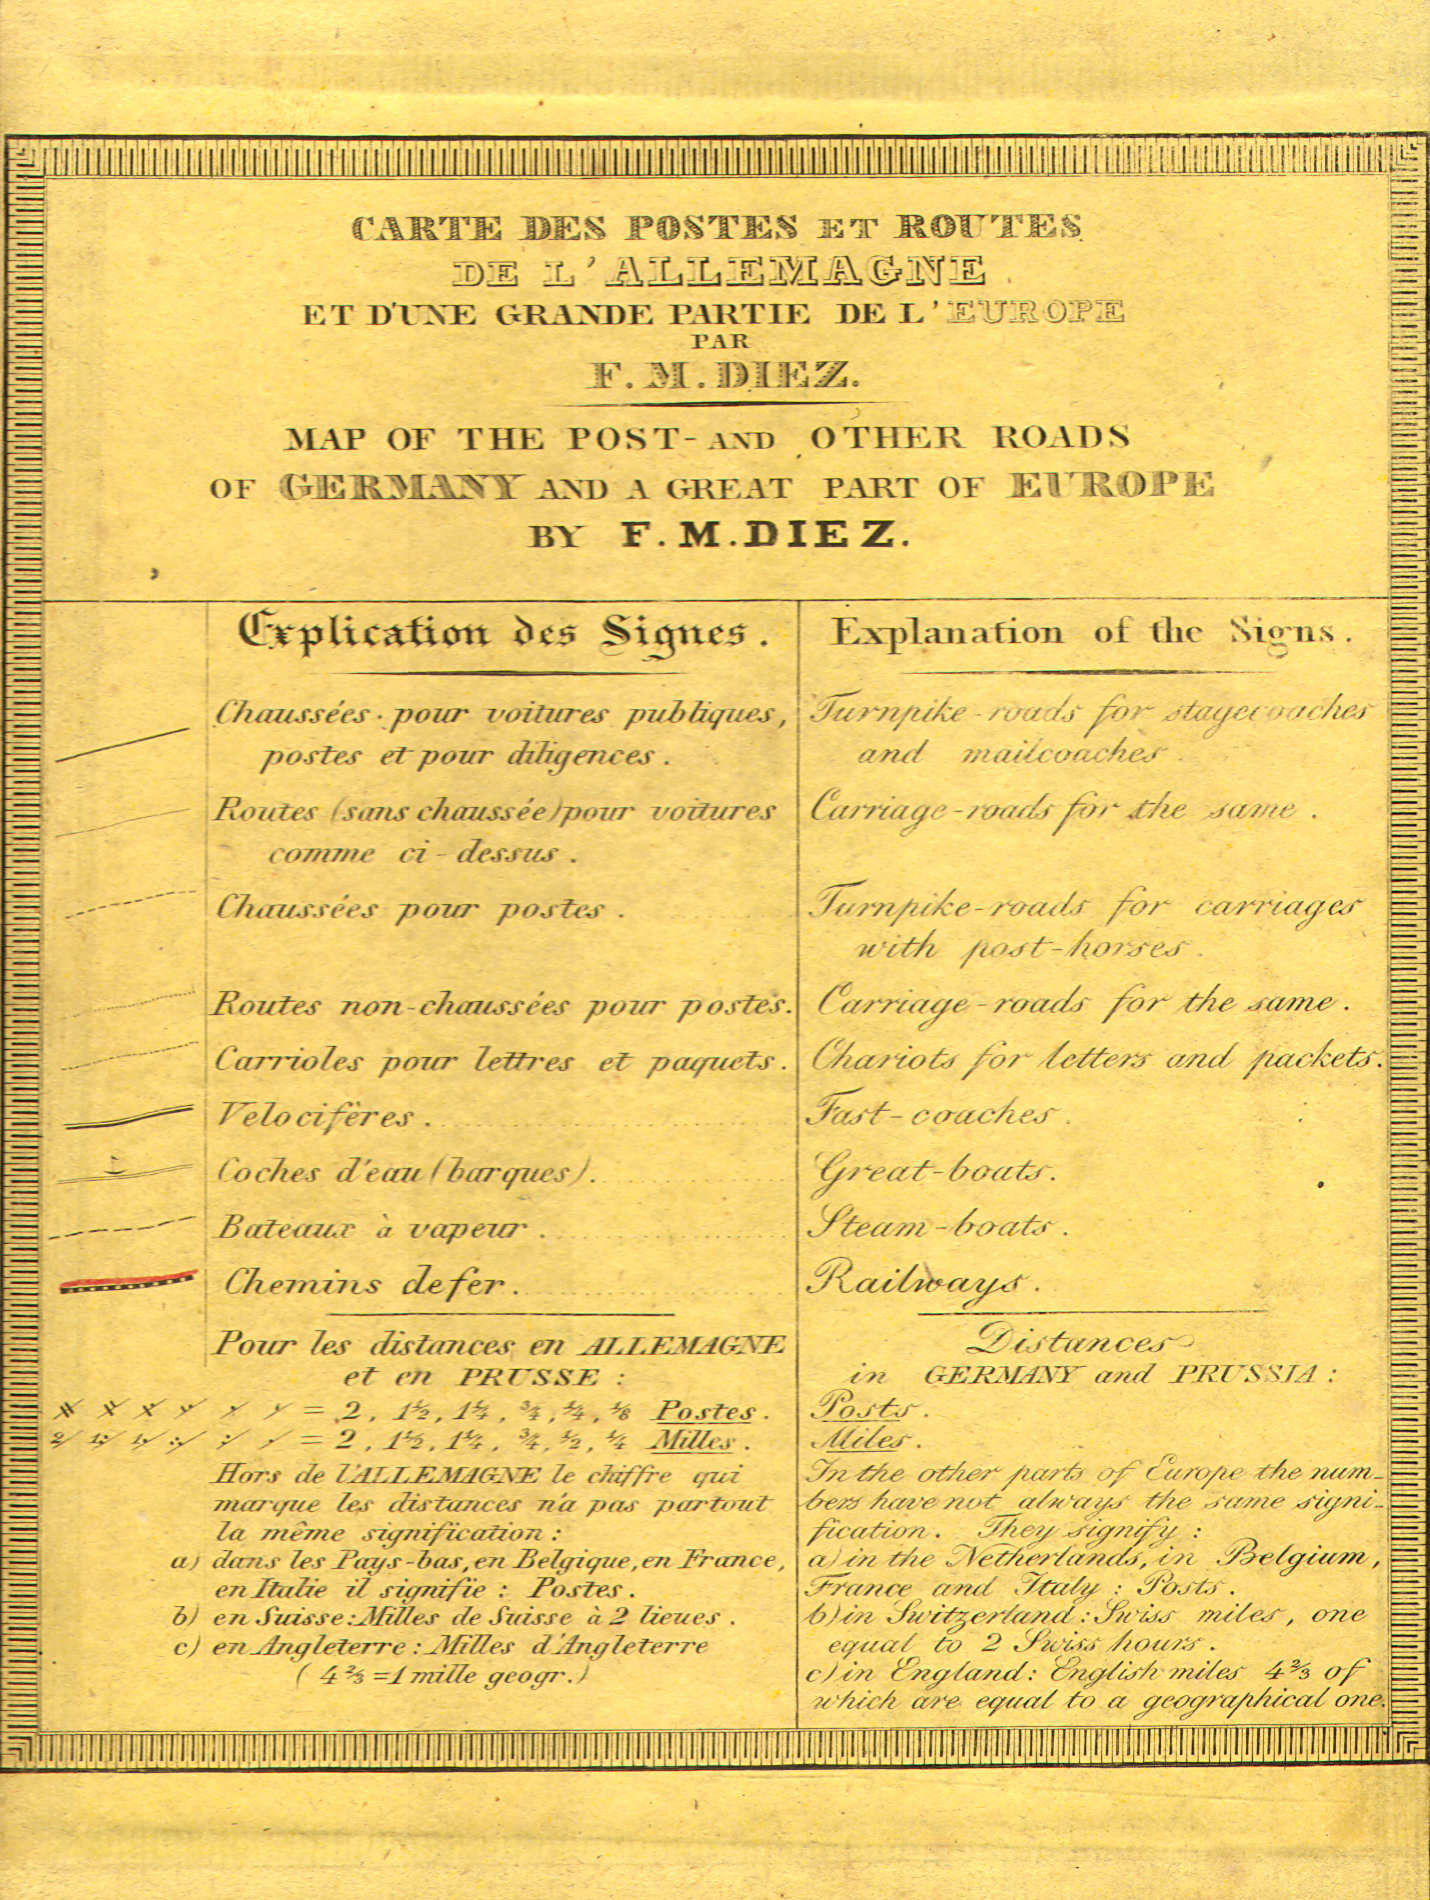 CARTE DES POSTES ET ROUTES
DE L'ALLEMAGNE
ET D'UNE GRANDE PARTIE DE L'EUROPE
PAR
F. M. DIEZ.
MAP OF THE POST- AND OTHER ROADS
OF GERMANY AND A GREAT PART OF EUROPE
BY F. M. DIEZ.
Explication des Signes.
Chaussées pour voitures publiques,
postes et pour diligences.
Routes (sans chaussée) pour voitures
comme ci-dessus.
Chaussées pour postes.
Routes non-chaussées pour postes.
Carrioles pour lettres et paquets.
Velocifères.
Coches d'eau (barques).
Bateaux à vapeur.
Chemins de fer.
Pour les distances en ALLEMAGNE
et en PRUSSE :
= 2, 1½, 1¼, ¾, ¼, ⅛ Postes.
= 2, 1½, 1¼, ¾, ½, ¼ Milles.
Hors de l'ALLEMAGNE le chiffre qui
marque les distances n'a pas partout
la même signification :
a) dans les Pays-bas, en Belgique, en France,
en Italie il signifie : Postes.
b) en Suisse: Milles de Suisse à 2 lieues.
c) en Angleterre : Milles d'Angleterre
( 4 ⅔ = 1 mille geogr.)
Explanation of the Signs.
Turnpike-roads for stagecoaches
and mailcoaches.
Carriage-roads for the same.
Turnpike-roads for carriages
with post-horses.
Carriage-roads for the same.
Chariots for letters and packets.
Fast-coaches.
Great-boats.
Steam-boats.
Railways.
Distances
in GERMANY and PRUSSIA :
Posts.
Miles.
In the other parts of Europe the num-
bers have not always the same signi-
fication. They signify :
a) in the Netherlands, in Belgium,
France and Italy : Posts.
b) in Switzerland : Swiss miles, one
equal to 2 Swiss hours.
c) in England: English miles 4 ⅔ of
which are equal to a geographical one.